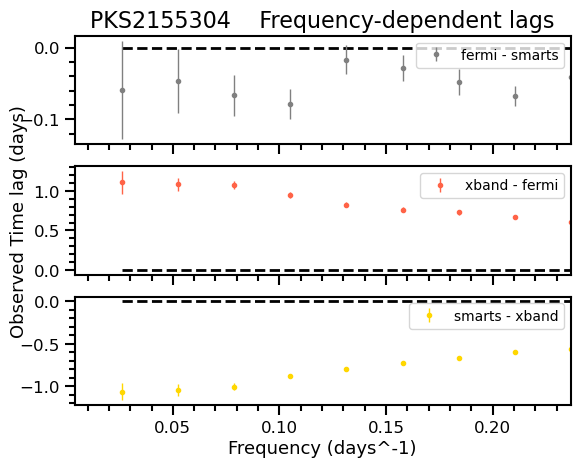 PKS2155304    Frequency-dependent lags
0.0
−0.1
fermi - smarts
Observed Time lag (days)
1.0
0.5
0.0
xband - fermi
0.0
−0.5
−1.0
smarts - xband
0.05 0.10 0.15 0.20
Frequency (days^-1)